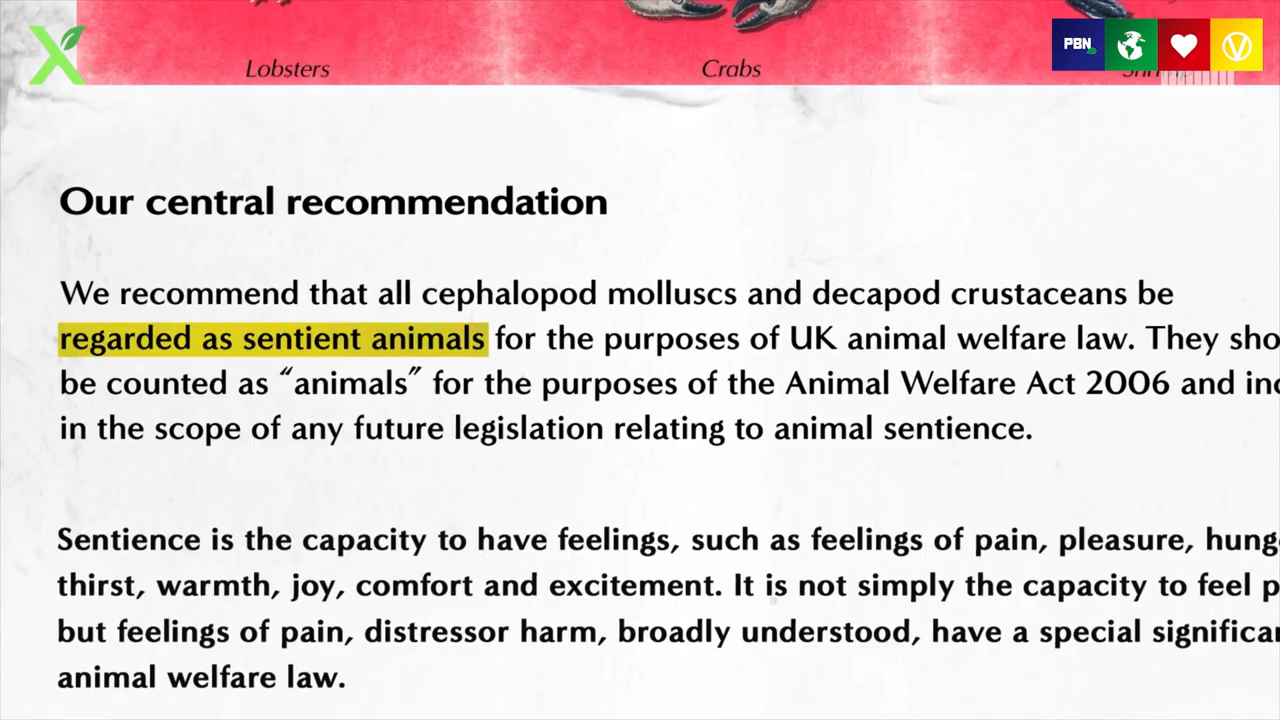 Lobsters
Crabs
PBN
Our central recommendation
We recommend that all cephalopod molluscs and decapod crustaceans be
regarded as sentient animals for the purposes of UK animal welfare law. They sho
be counted as “animals” for the purposes of the Animal Welfare Act 2006 and inc
in the scope of any future legislation relating to animal sentience.
Sentience is the capacity to have feelings, such as feelings of pain, pleasure, hunge
thirst, warmth, joy, comfort and excitement. It is not simply the capacity to feel p
but feelings of pain, distressor harm, broadly understood, have a special significan
animal welfare law.